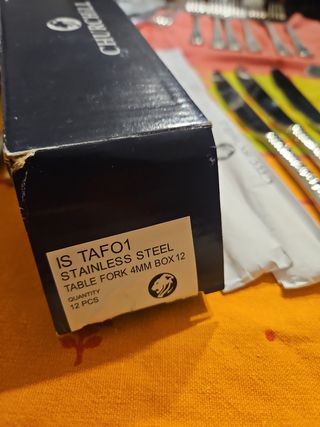 CHURCHILL
IS TAFO1
STAINLESS STEEL
TABLE FORK 4MM BOX 12
QUANTITY
12 PCS